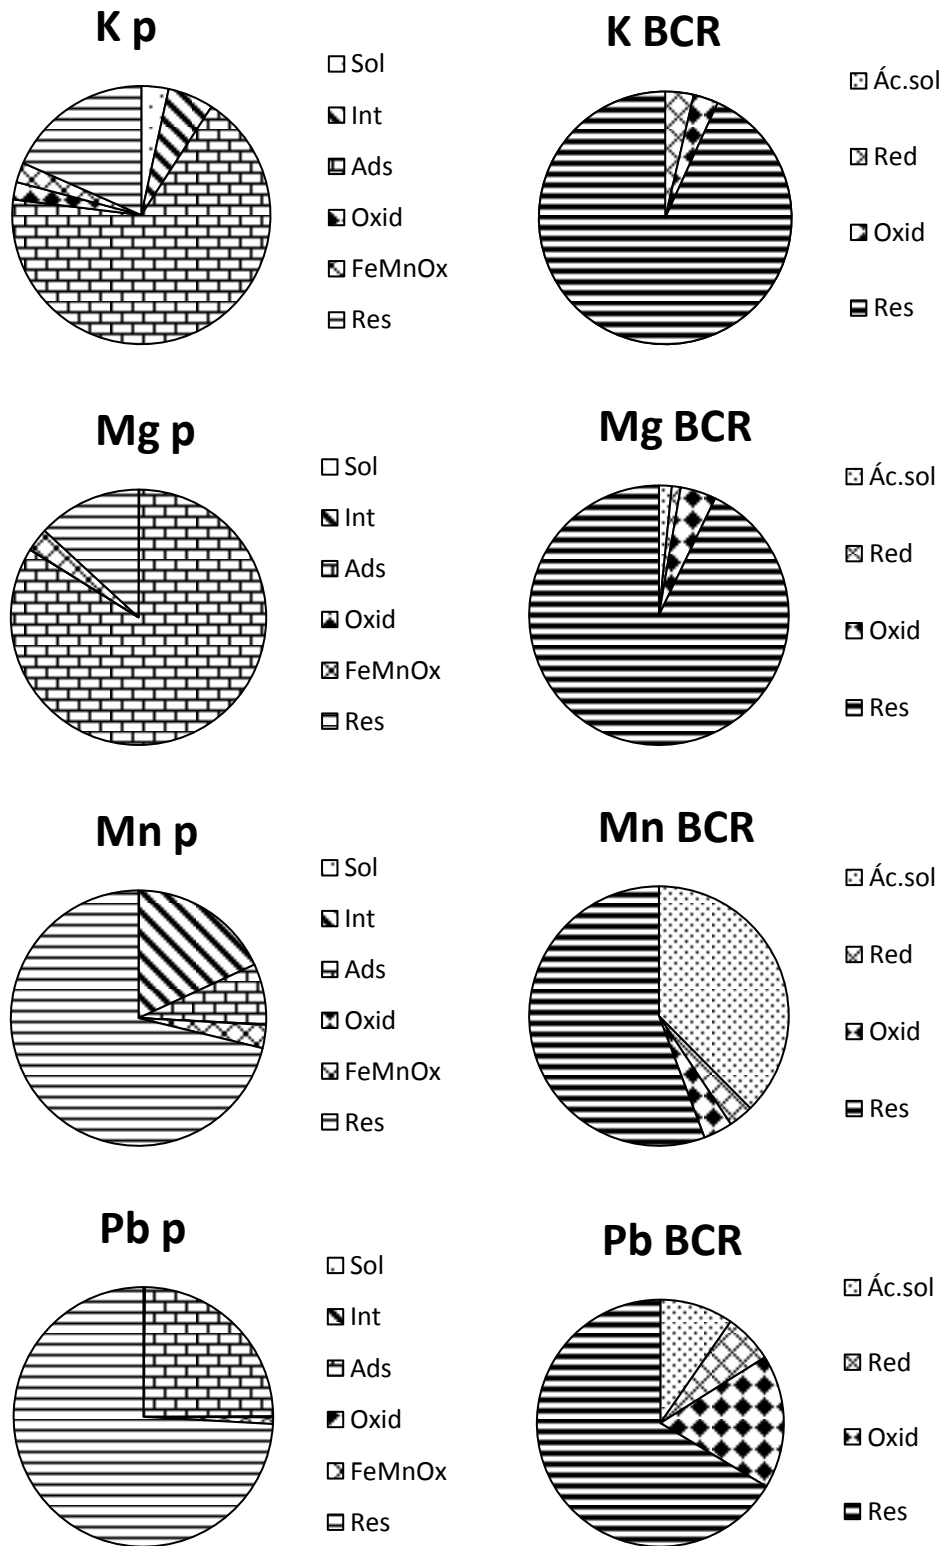 K p
Sol
Int
Ads
Oxid
FeMnOx
Res
K BCR
Ác.sol
Red
Oxid
Res
Mg p
Sol
Int
Ads
Oxid
FeMnOx
Res
Mg BCR
Ác.sol
Red
Oxid
Res
Mn p
Sol
Int
Ads
Oxid
FeMnOx
Res
Mn BCR
Ác.sol
Red
Oxid
Res
Pb p
Sol
Int
Ads
Oxid
FeMnOx
Res
Pb BCR
Ác.sol
Red
Oxid
Res